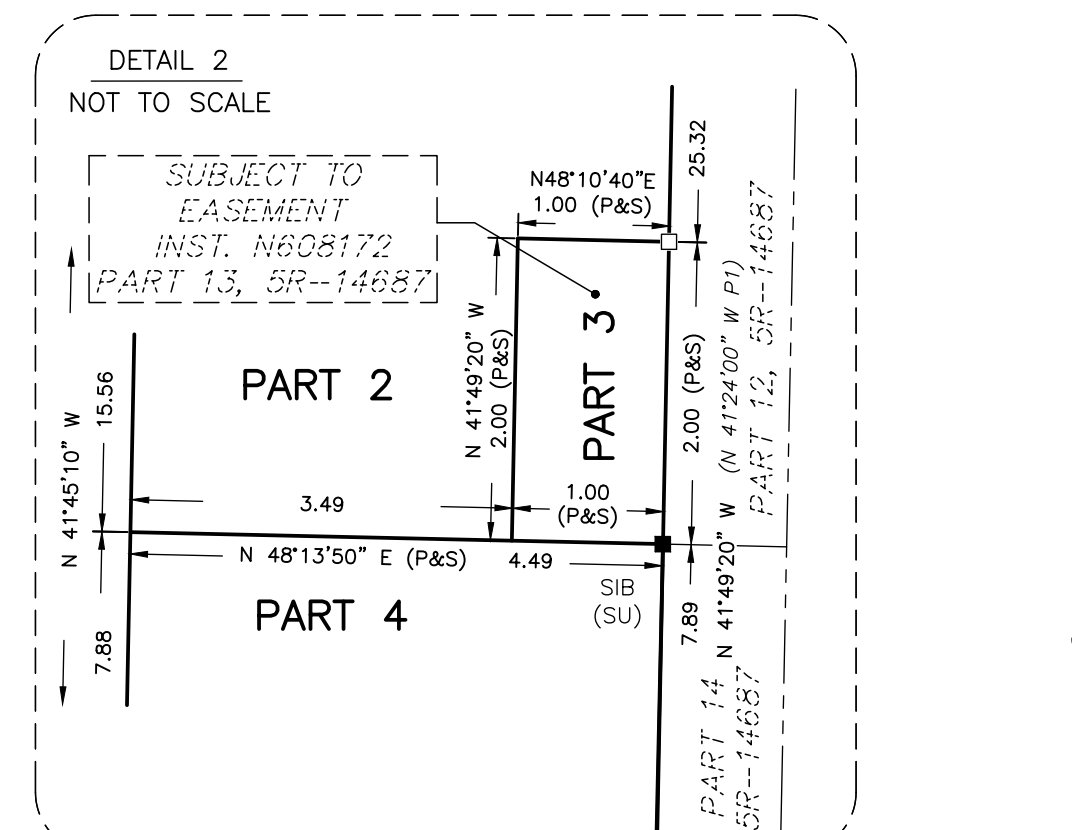 DETAIL 2
NOT TO SCALE
SUBJECT TO
EASEMENT
INST. N608172
PART 13, 5R--14687
N48°10'40"E
1.00 (P&S)
25.32
N 41°49'20" W
2.00 (P&S)
PART 3
2.00 (P&S)
(N 41°24'00" W P1)
PART 12, 5R--14687
PART 2
15.56
N 41°45'10" W
3.49
1.00
(P&S)
N 48°13'50" E (P&S)
4.49
SIB
(SU)
PART 4
7.88
7.89
N 41°49'20" W
PART 14
5R--14687